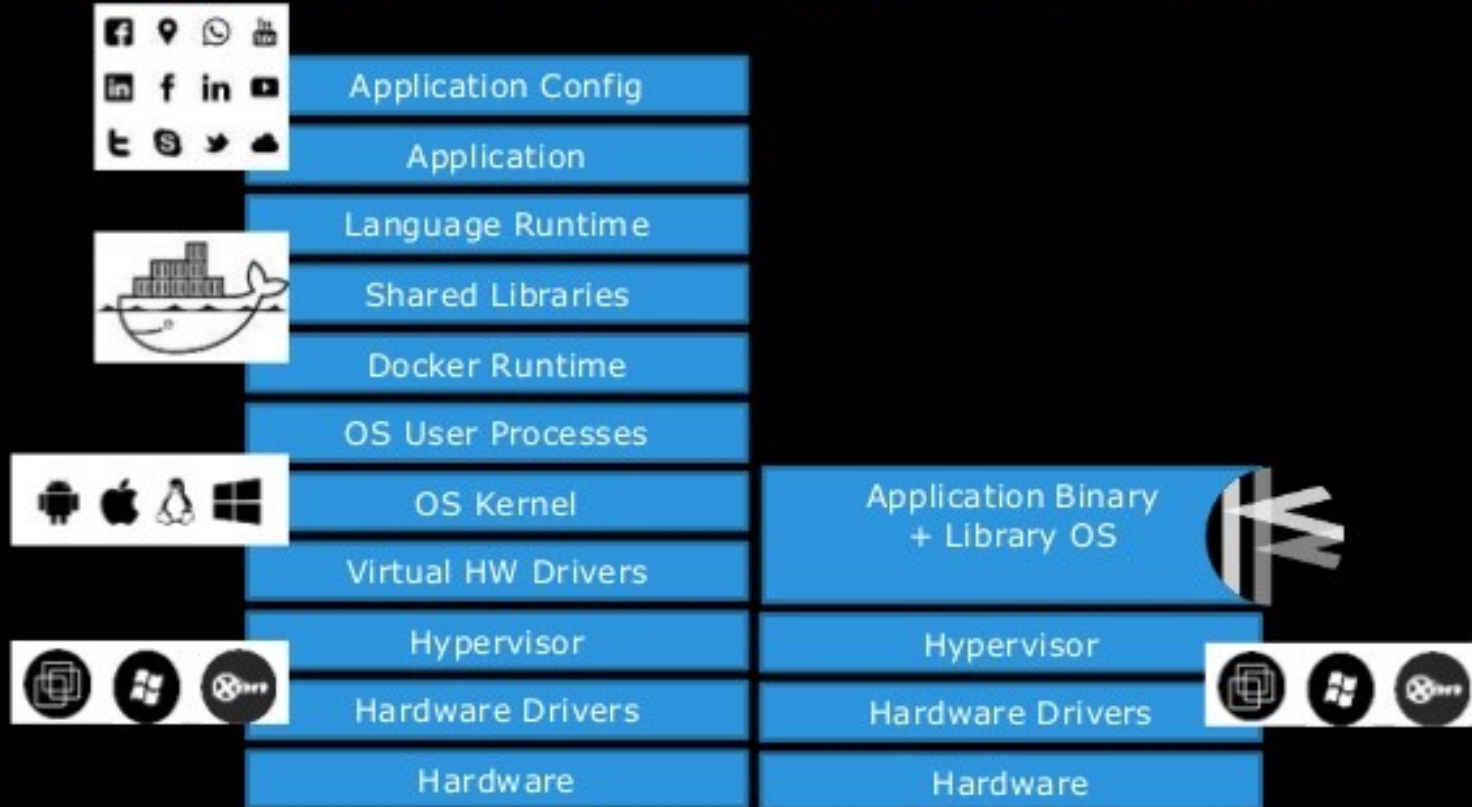 Application Config
Application
Language Runtime
Shared Libraries
Docker Runtime
OS User Processes
OS Kernel
Virtual HW Drivers
Hypervisor
Hardware Drivers
Hardware
Application Binary
+ Library OS
Hypervisor
Hardware Drivers
Hardware